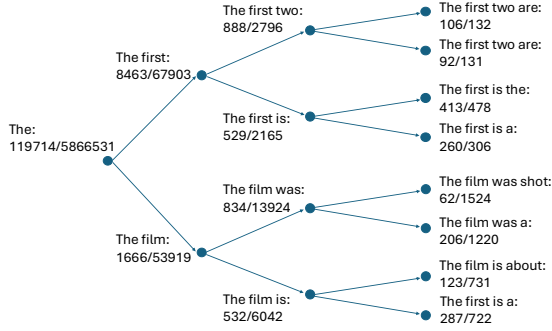 The first two:
888/2796
The first two are:
106/132
The first two are:
92/131
The first:
8463/67903
The first is:
529/2165
The first is the:
413/478
The first is a:
260/306
The:
119714/5866531
The film:
1666/53919
The film was:
834/13924
The film was shot:
62/1524
The film was a:
206/1220
The film is:
532/6042
The film is about:
123/731
The first is a:
287/722